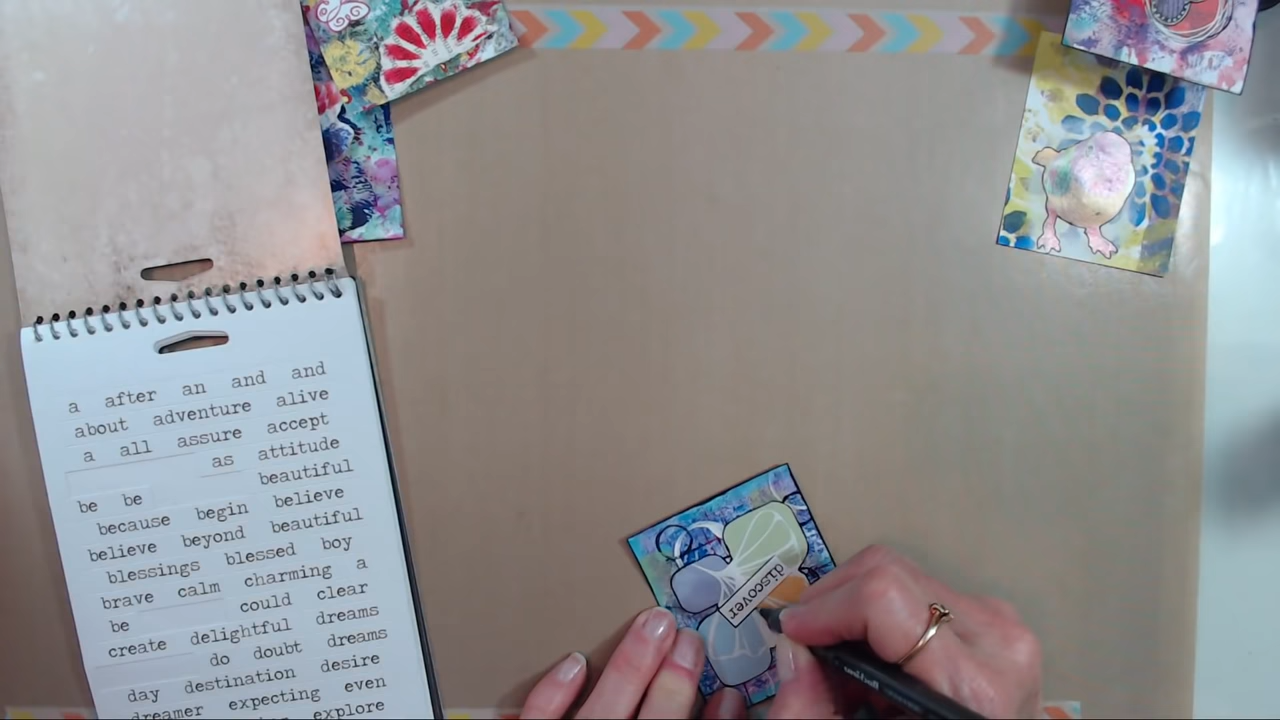 a after an and and
about adventure alive
a all assure accept
as attitude
beautiful
be be
because begin believe
believe beyond beautiful
blessings blessed boy
brave calm charming a
be could clear
create delightful dreams
do doubt dreams
day destination desire
dreamer expecting even
explore
discover